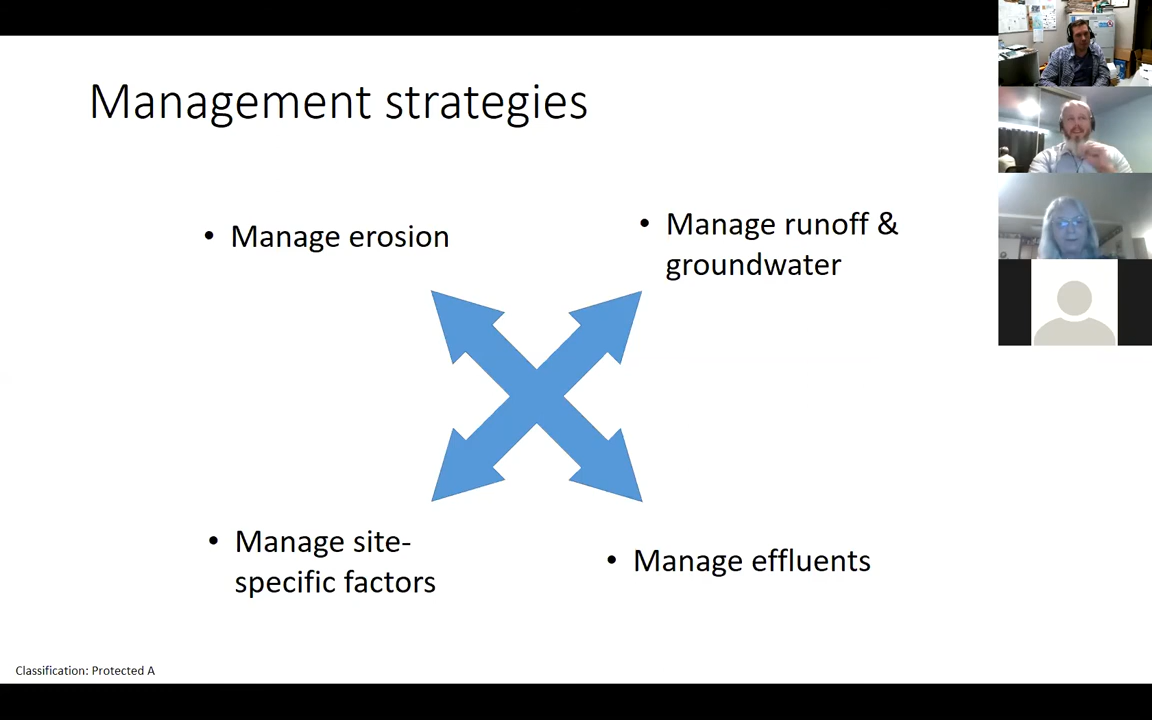 Management strategies
• Manage erosion
• Manage runoff &
groundwater
• Manage site-
specific factors
• Manage effluents
Classification: Protected A